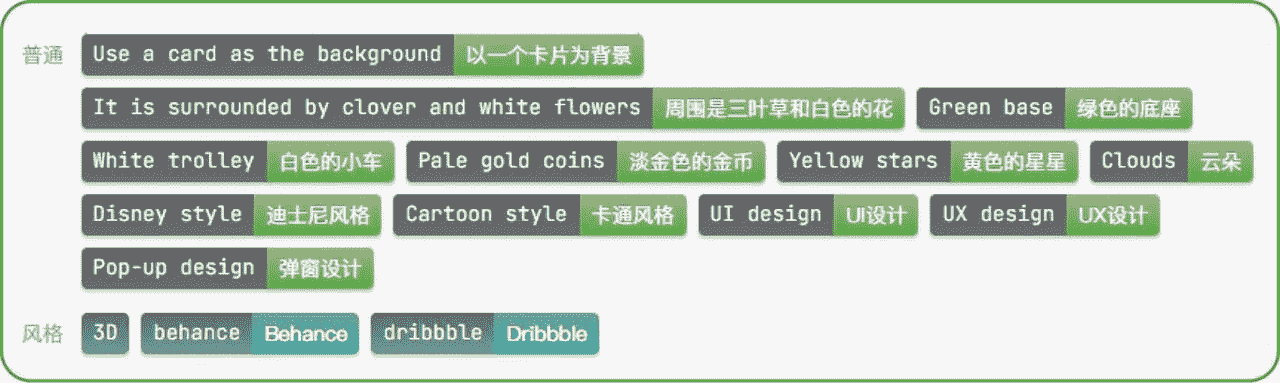 普通 Use a card as the background 以一个卡片为背景
It is surrounded by clover and white flowers 周围是三叶草和白色的花 Green base 绿色的底座
White trolley 白色的小车 Pale gold coins 淡金色的金币 Yellow stars 黄色的星星 Clouds 云朵
Disney style 迪士尼风格 Cartoon style 卡通风格 UI design UI设计 UX design UX设计
Pop-up design 弹窗设计
风格 3D behance Behance dribbble Dribbble